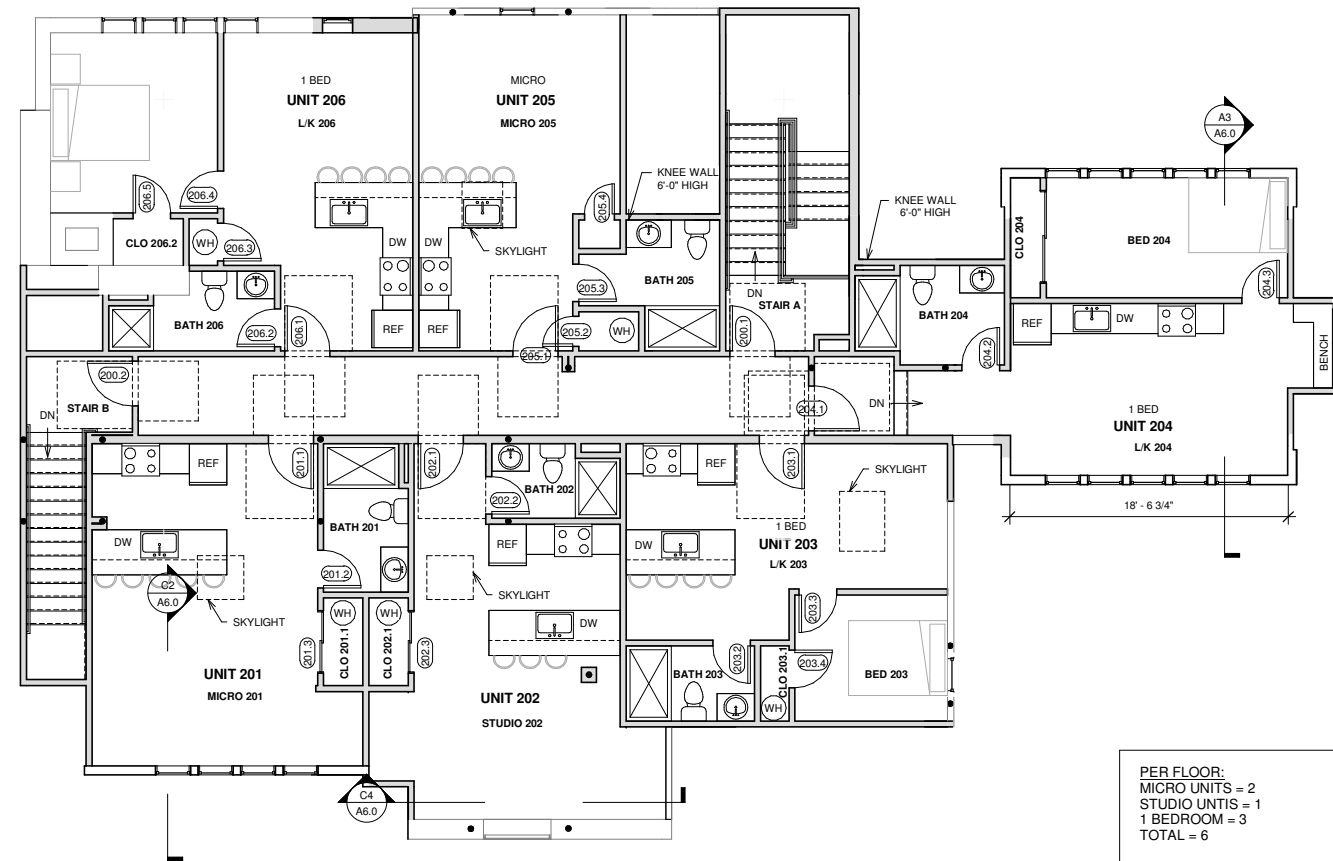 1 BED
UNIT 206
L/K 206
MICRO
UNIT 205
MICRO 205
A3
A6.0
KNEE WALL
6'-0" HIGH
KNEE WALL
6'-0" HIGH
206.5
206.4
205.4
CLO 206.2
WH
206.3
DW
DW
SKYLIGHT
CLO 204
BED 204
204.3
205.3
BATH 205
DN
STAIR A
BATH 204
BATH 206
206.2
206.1
REF
REF
205.2
WH
200.1
REF
DW
204.2
BENCH
205.1
200.2
STAIR B
DN
204.1
DN
1 BED
UNIT 204
L/K 204
REF
201.1
202.1
BATH 202
202.2
REF
203.1
SKYLIGHT
18' - 6 3/4"
BATH 201
1 BED
UNIT 203
L/K 203
DW
REF
DW
201.2
C2
A6.0
SKYLIGHT
SKYLIGHT
WH
WH
DW
203.3
201.3
CLO 201.1
CLO 202.1
202.3
203.2
203.4
UNIT 201
MICRO 201
BATH 203
CLO 203.1
BED 203
UNIT 202
STUDIO 202
WH
C4
A6.0
PER FLOOR:
MICRO UNITS = 2
STUDIO UNTIS = 1
1 BEDROOM = 3
TOTAL = 6